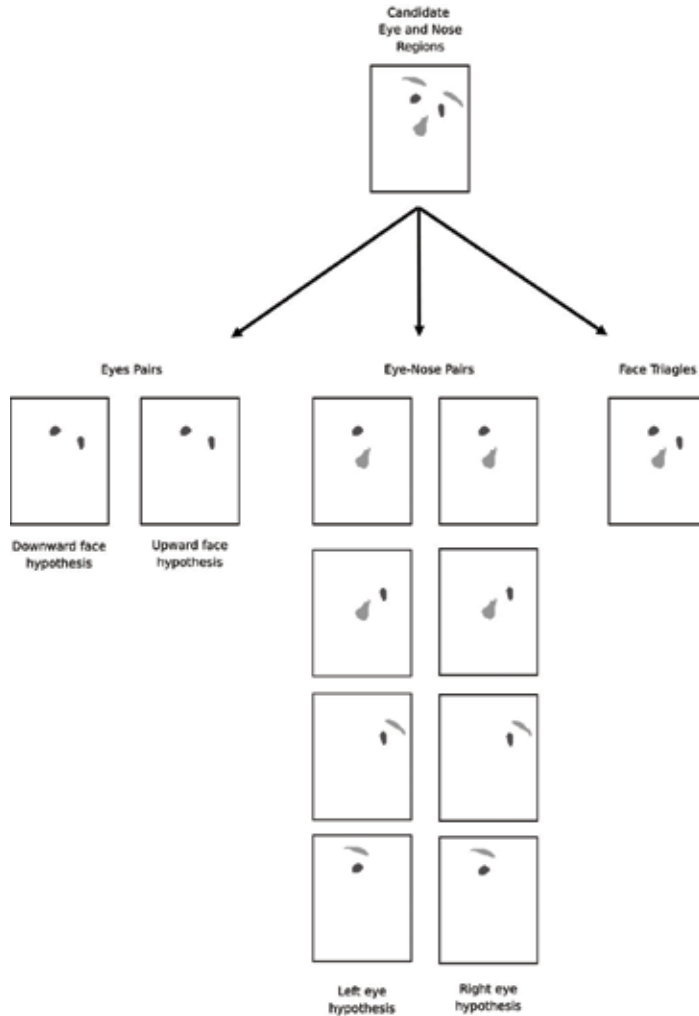 Candidate
Eye and Nose
Regions
Eyes Pairs
Eye-Nose Pairs
Face Triagles
Downward face
hypothesis
Upward face
hypothesis
Left eye
hypothesis
Right eye
hypothesis